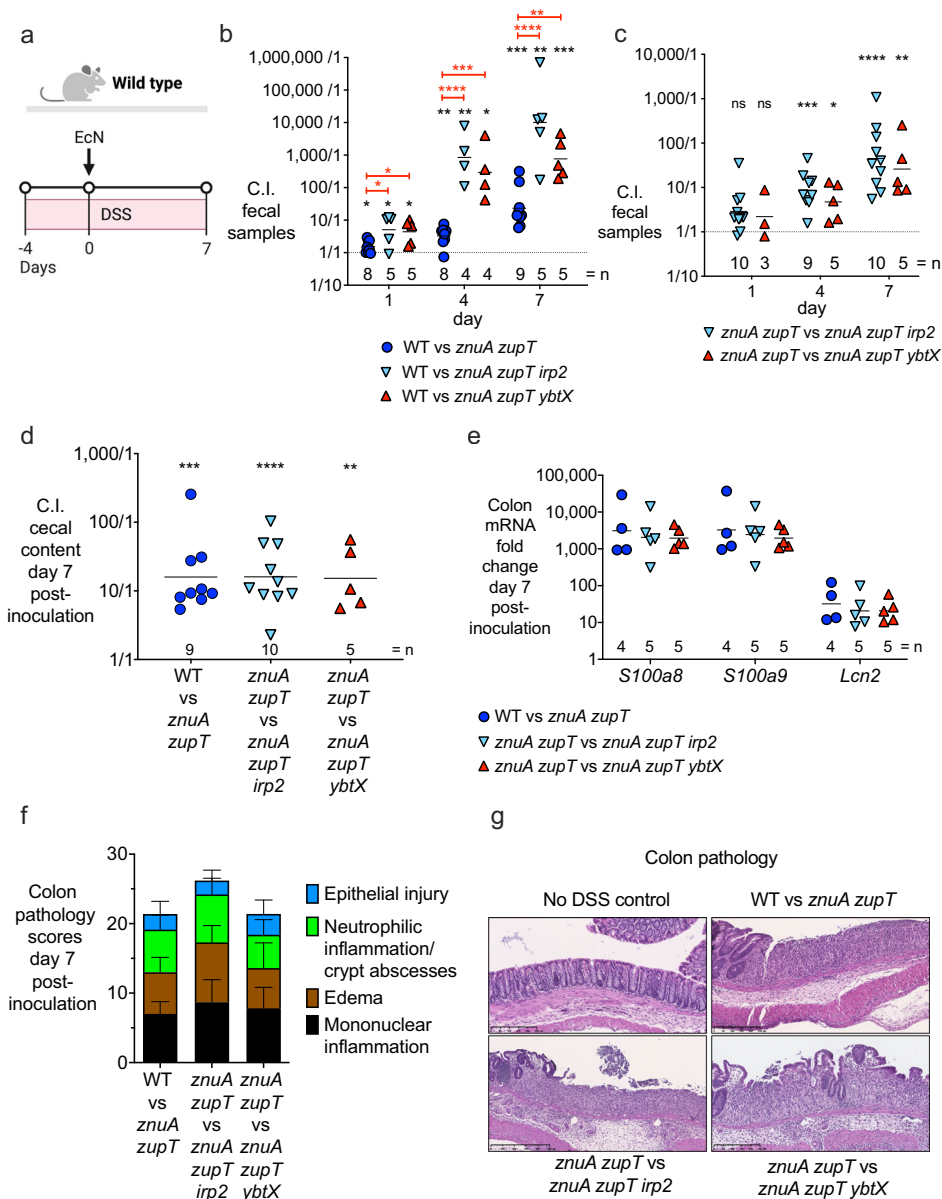 a
Wild type
EcN
DSS
-4
0
7
Days
b
C.I.
fecal
samples
1,000,000 /1
100,000 /1
10,000 /1
1,000/1
100/1
10/1
1/1
1/10
*
*
* * *
****
***
** ** *
****
**
*** ** ***
8 5 5 8 4 4 9 5 5 = n
1 4 7
day
WT vs znuA zupT
WT vs znuA zupT irp2
WT vs znuA zupT ybtX
c
C.I.
fecal
samples
10,000 /1
1,000/1
100/1
10/1
1/1
1/10
ns ns *** * **** **
10 3 9 5 10 5 = n
1 4 7
day
znuA zupT vs znuA zupT irp2
znuA zupT vs znuA zupT ybtX
d
C.I.
cecal
content
day 7
post-
inoculation
1,000/1
100/1
10/1
1/1
*** **** **
9 10 5 = n
WT
vs
znuA
zupT
znuA
zupT
vs
znuA
zupT
irp2
znuA
zupT
vs
znuA
zupT
ybtX
e
Colon
mRNA
fold
change
day 7
post-
inoculation
100,000
10,000
1,000
100
10
1
4 5 5 4 5 5 4 5 5 = n
S100a8 S100a9 Lcn2
WT vs znuA zupT
znuA zupT vs znuA zupT irp2
znuA zupT vs znuA zupT ybtX
f
Colon
pathology
scores
day 7
post-
inoculation
30
20
10
0
WT
vs
znuA
zupT
znuA
zupT
vs
znuA
zupT
irp2
znuA
zupT
vs
znuA
zupT
ybtX
Epithelial injury
Neutrophilic
inflammation/
crypt abscesses
Edema
Mononuclear
inflammation
g
Colon pathology
No DSS control
WT vs znuA zupT
znuA zupT vs
znuA zupT irp2
znuA zupT vs
znuA zupT ybtX